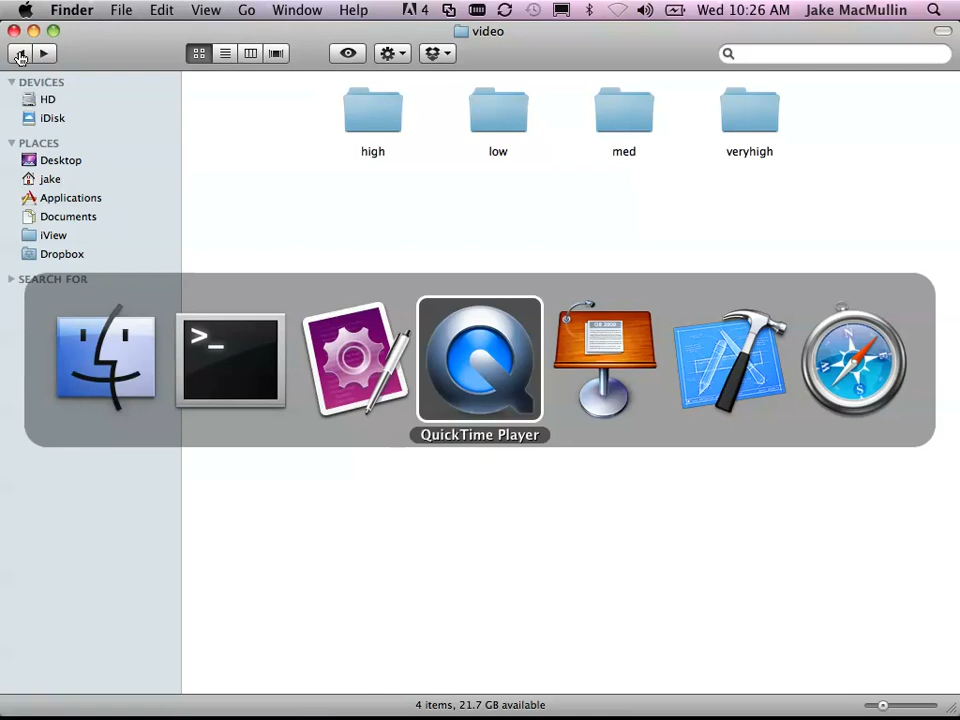 Finder File Edit View Go Window Help 4 Wed 10:26 AM Jake MacMullin
video
DEVICES
HD
iDisk
PLACES
Desktop
jake
Applications
Documents
iView
Dropbox
SEARCH FOR
high low med veryhigh
>_
QuickTime Player
4 items, 21.7 GB available